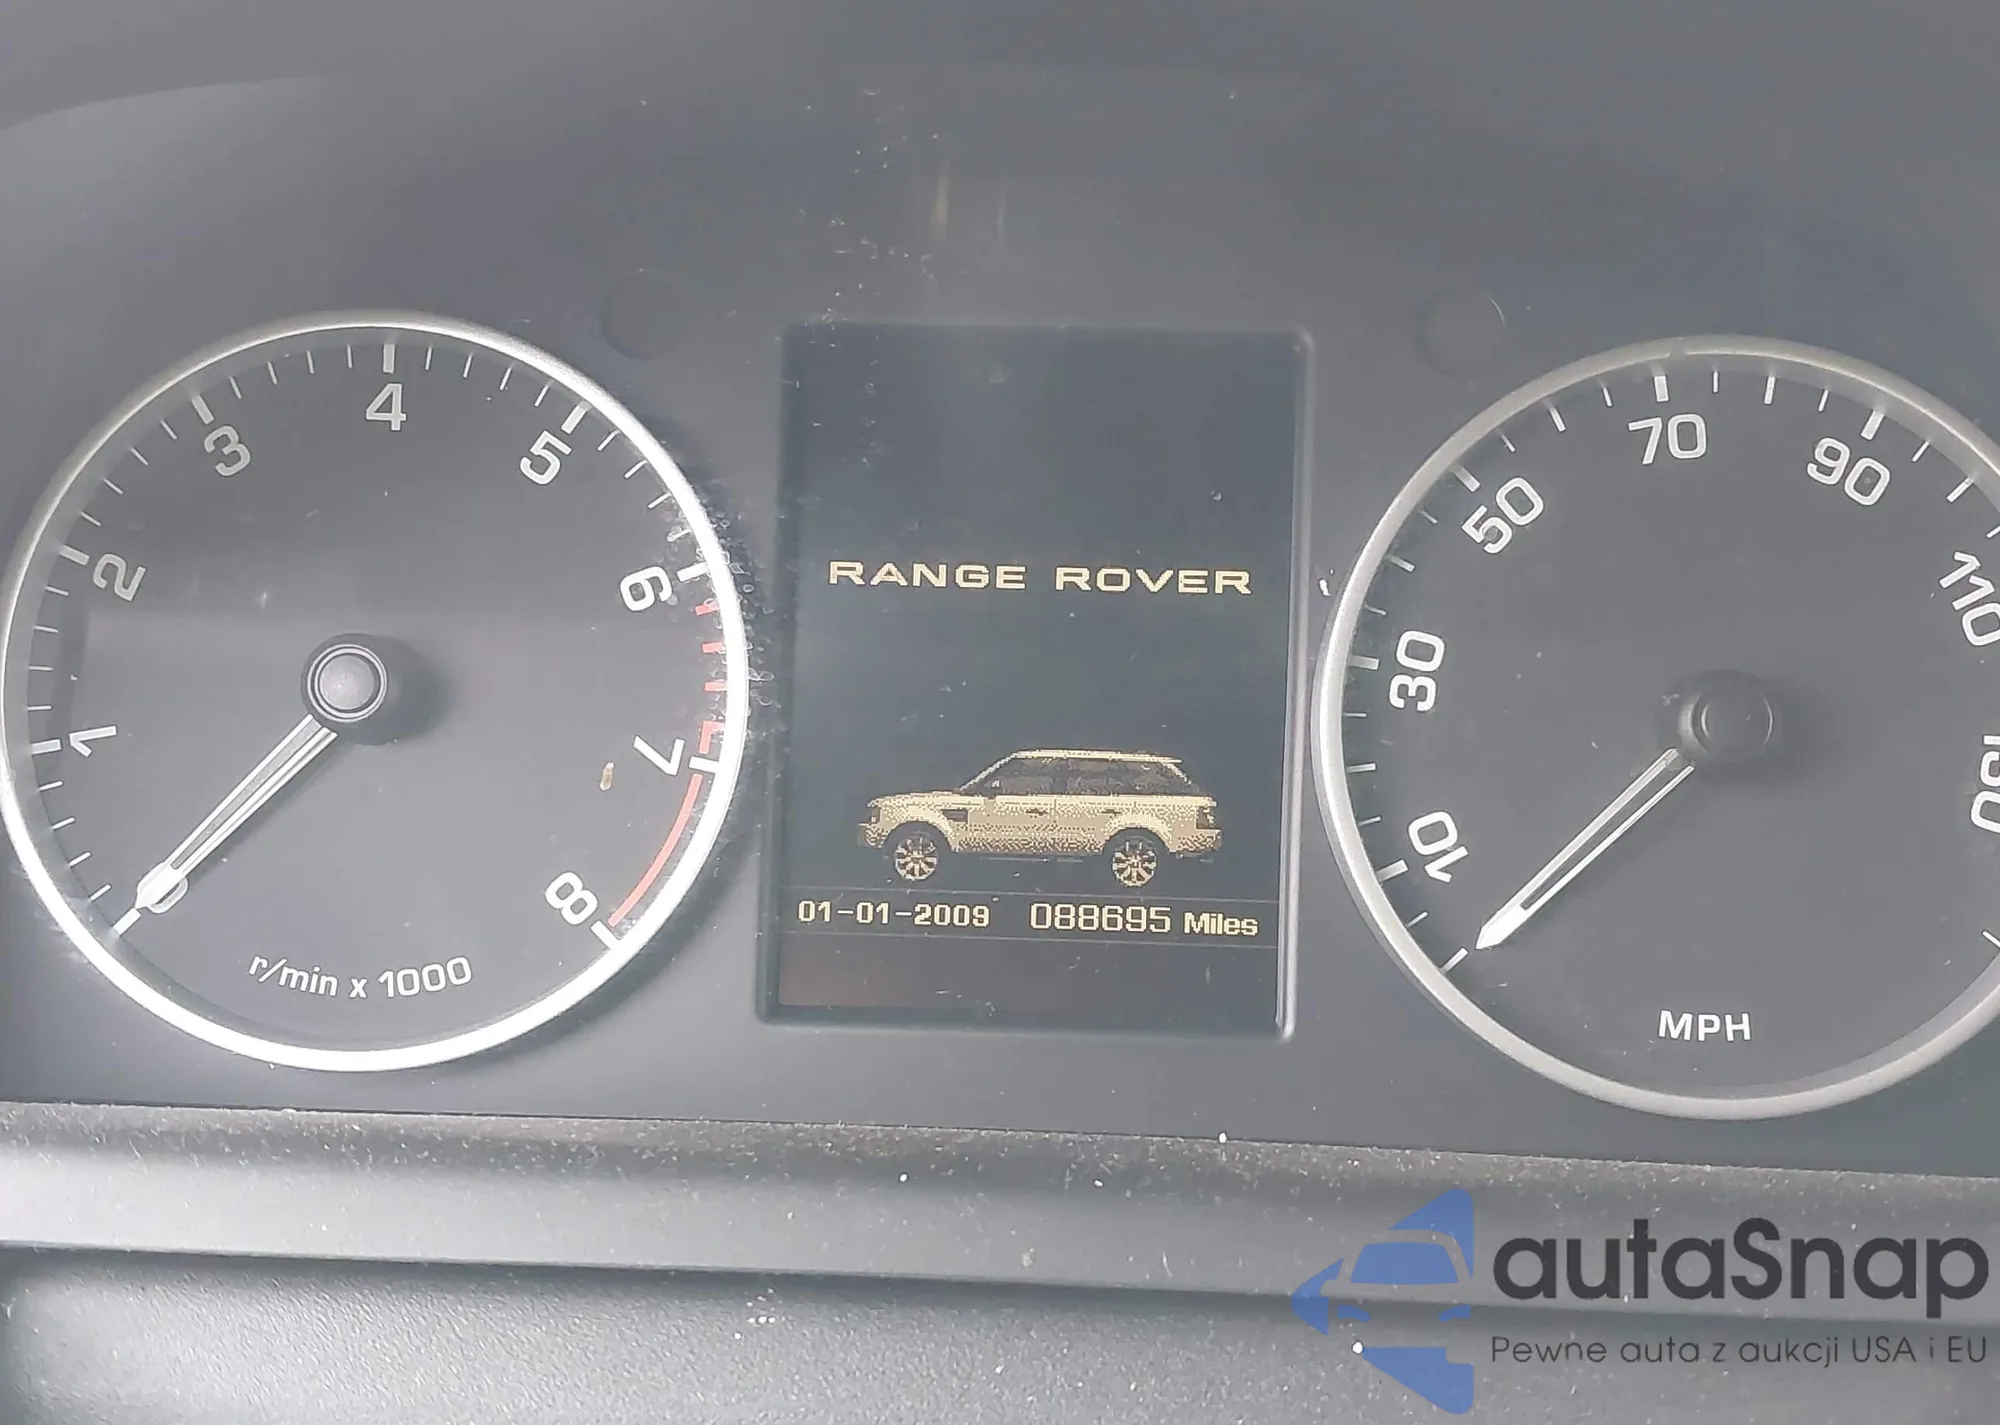 1
2
3
4
5
6
7
8
r/min x 1000
RANGE ROVER
01-01-2009 088695 Miles
10
30
50
70
90
110
MPH
autaSnap
Pewne auta z aukcji USA i EU